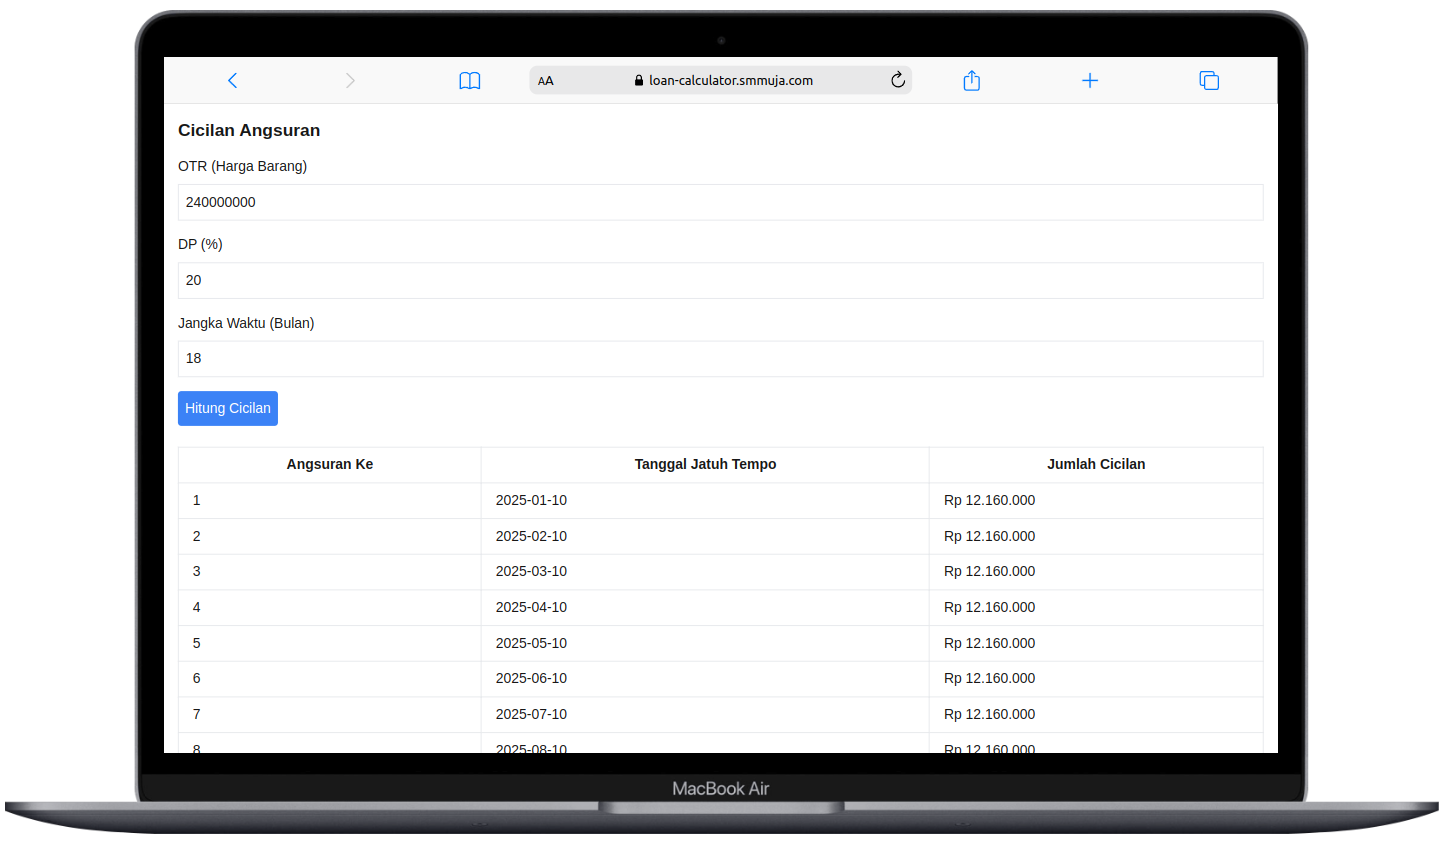 AA loan-calculator.smmuja.com
Cicilan Angsuran
OTR (Harga Barang)
240000000
DP (%)
20
Jangka Waktu (Bulan)
18
Hitung Cicilan
Angsuran Ke Tanggal Jatuh Tempo Jumlah Cicilan
1 2025-01-10 Rp 12.160.000
2 2025-02-10 Rp 12.160.000
3 2025-03-10 Rp 12.160.000
4 2025-04-10 Rp 12.160.000
5 2025-05-10 Rp 12.160.000
6 2025-06-10 Rp 12.160.000
7 2025-07-10 Rp 12.160.000
8 2025-08-10 Rp 12.160.000
MacBook Air